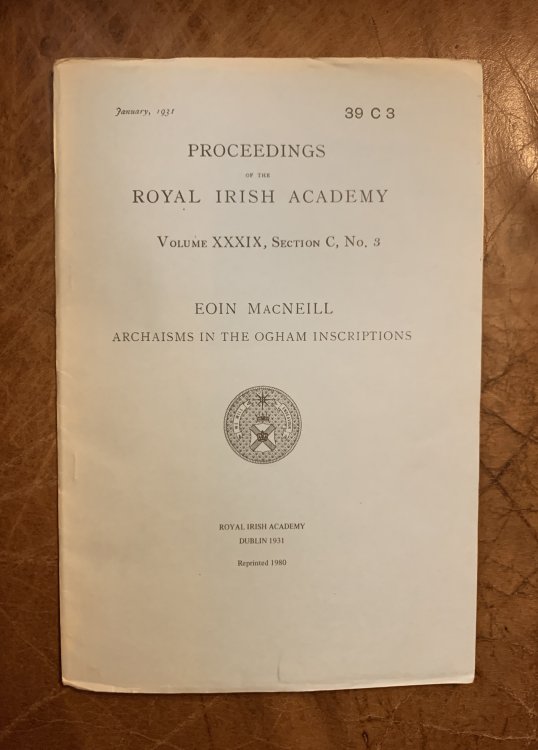 January, 1931
39 C 3
PROCEEDINGS
OF THE
ROYAL IRISH ACADEMY
VOLUME XXXIX, SECTION C, NO. 3
EOIN MACNEILL
ARCHAISMS IN THE OGHAM INSCRIPTIONS
ROYAL IRISH ACADEMY
DUBLIN 1931
Reprinted 1980